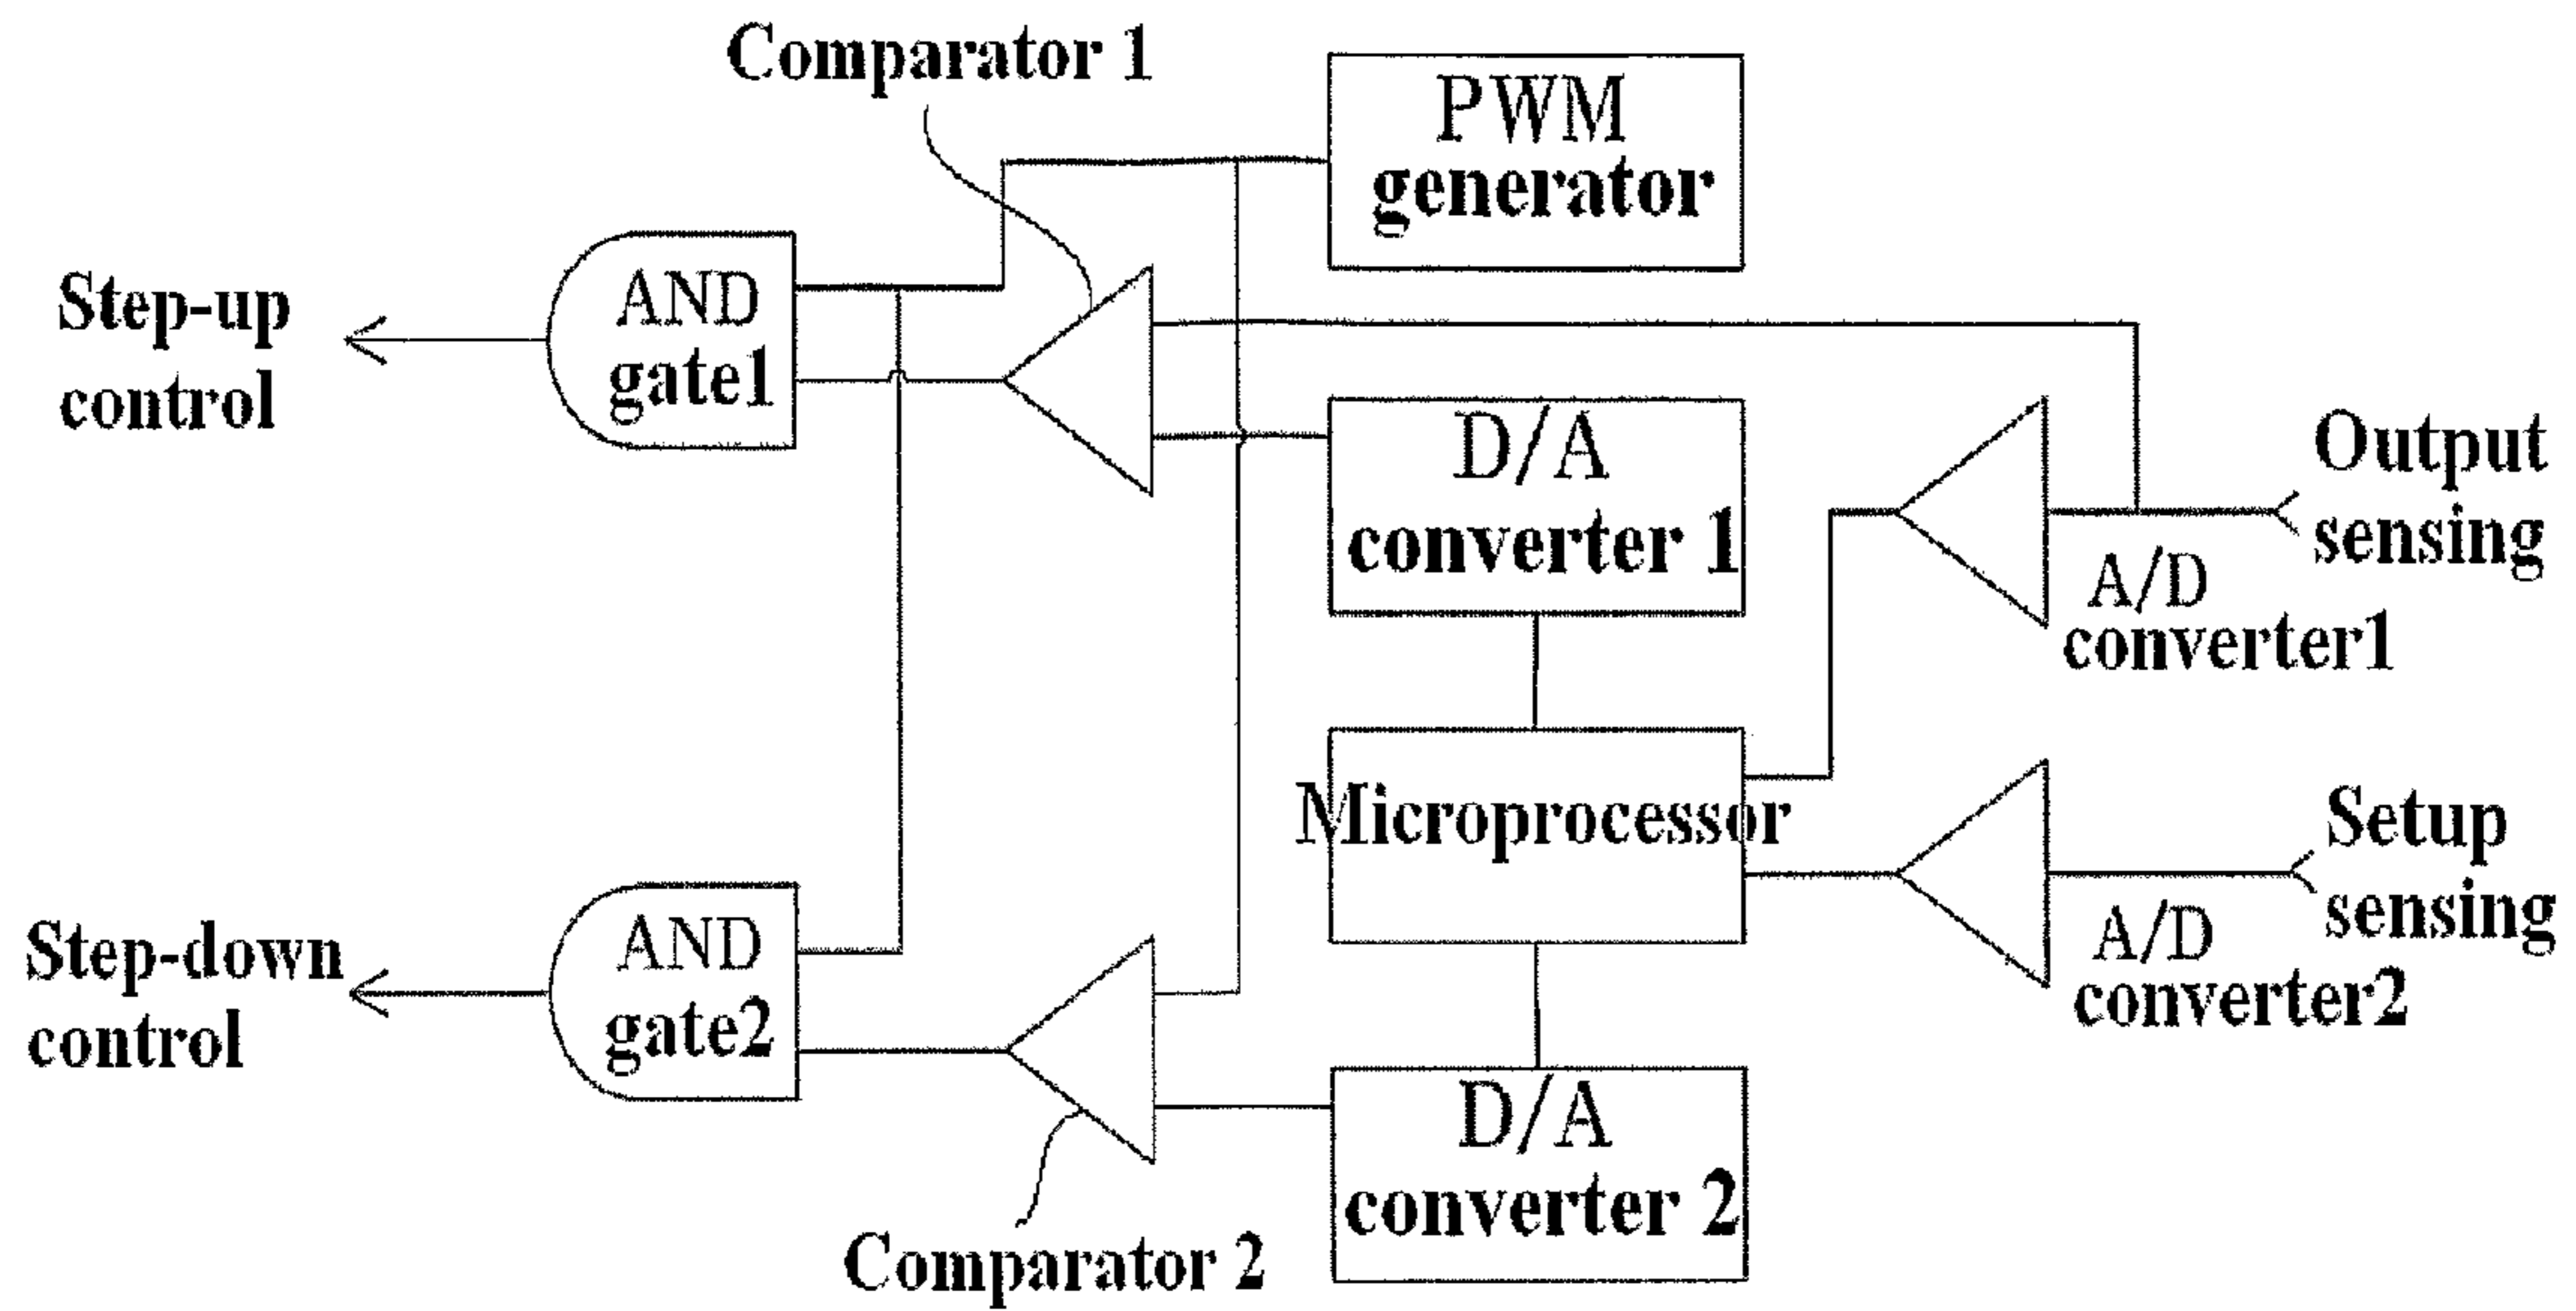 Comparator 1
PWM
generator
Step-up
control
AND
gate1
D/A
converter 1
Output
sensing
A/D
converter1
Microprocessor
Setup
sensing
A/D
converter2
Step-down
control
AND
gate2
D/A
converter 2
Comparator 2